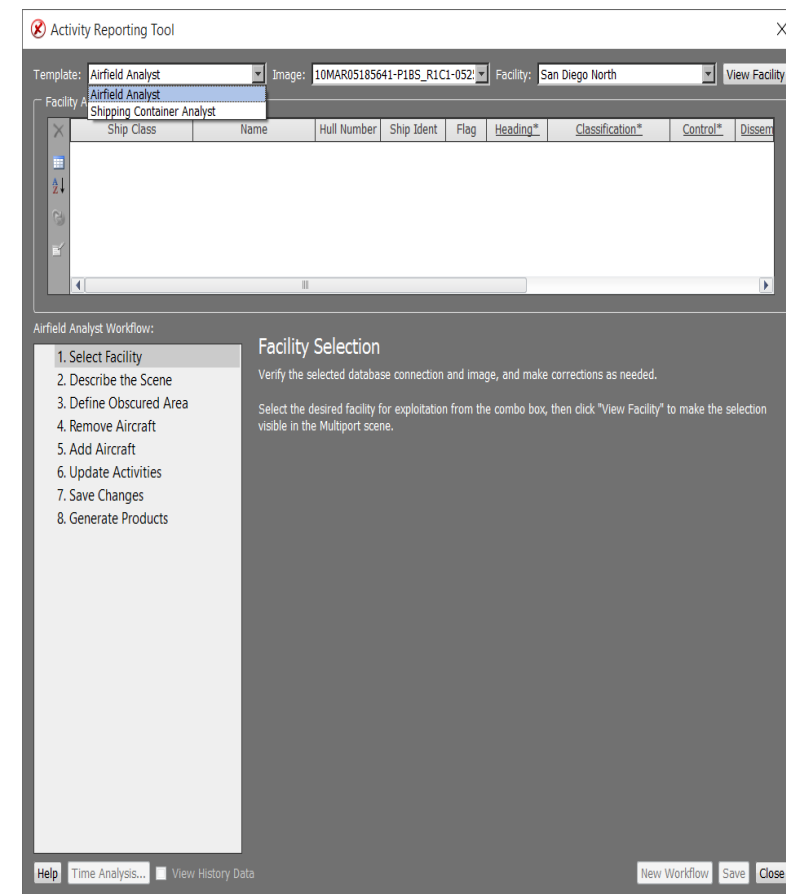 Activity Reporting Tool
Template: Airfield Analyst Image: 10MAR05185641-P1BS_R1C1-052! Facility: San Diego North View Facility
Airfield Analyst
Shipping Container Analyst
Facility A
Ship Class Name Hull Number Ship Ident Flag Heading* Classification* Control* Dissem
Airfield Analyst Workflow:
1. Select Facility
2. Describe the Scene
3. Define Obscured Area
4. Remove Aircraft
5. Add Aircraft
6. Update Activities
7. Save Changes
8. Generate Products
Facility Selection
Verify the selected database connection and image, and make corrections as needed.
Select the desired facility for exploitation from the combo box, then click "View Facility" to make the selection
visible in the Multiport scene.
Help Time Analysis... View History Data New Workflow Save Close